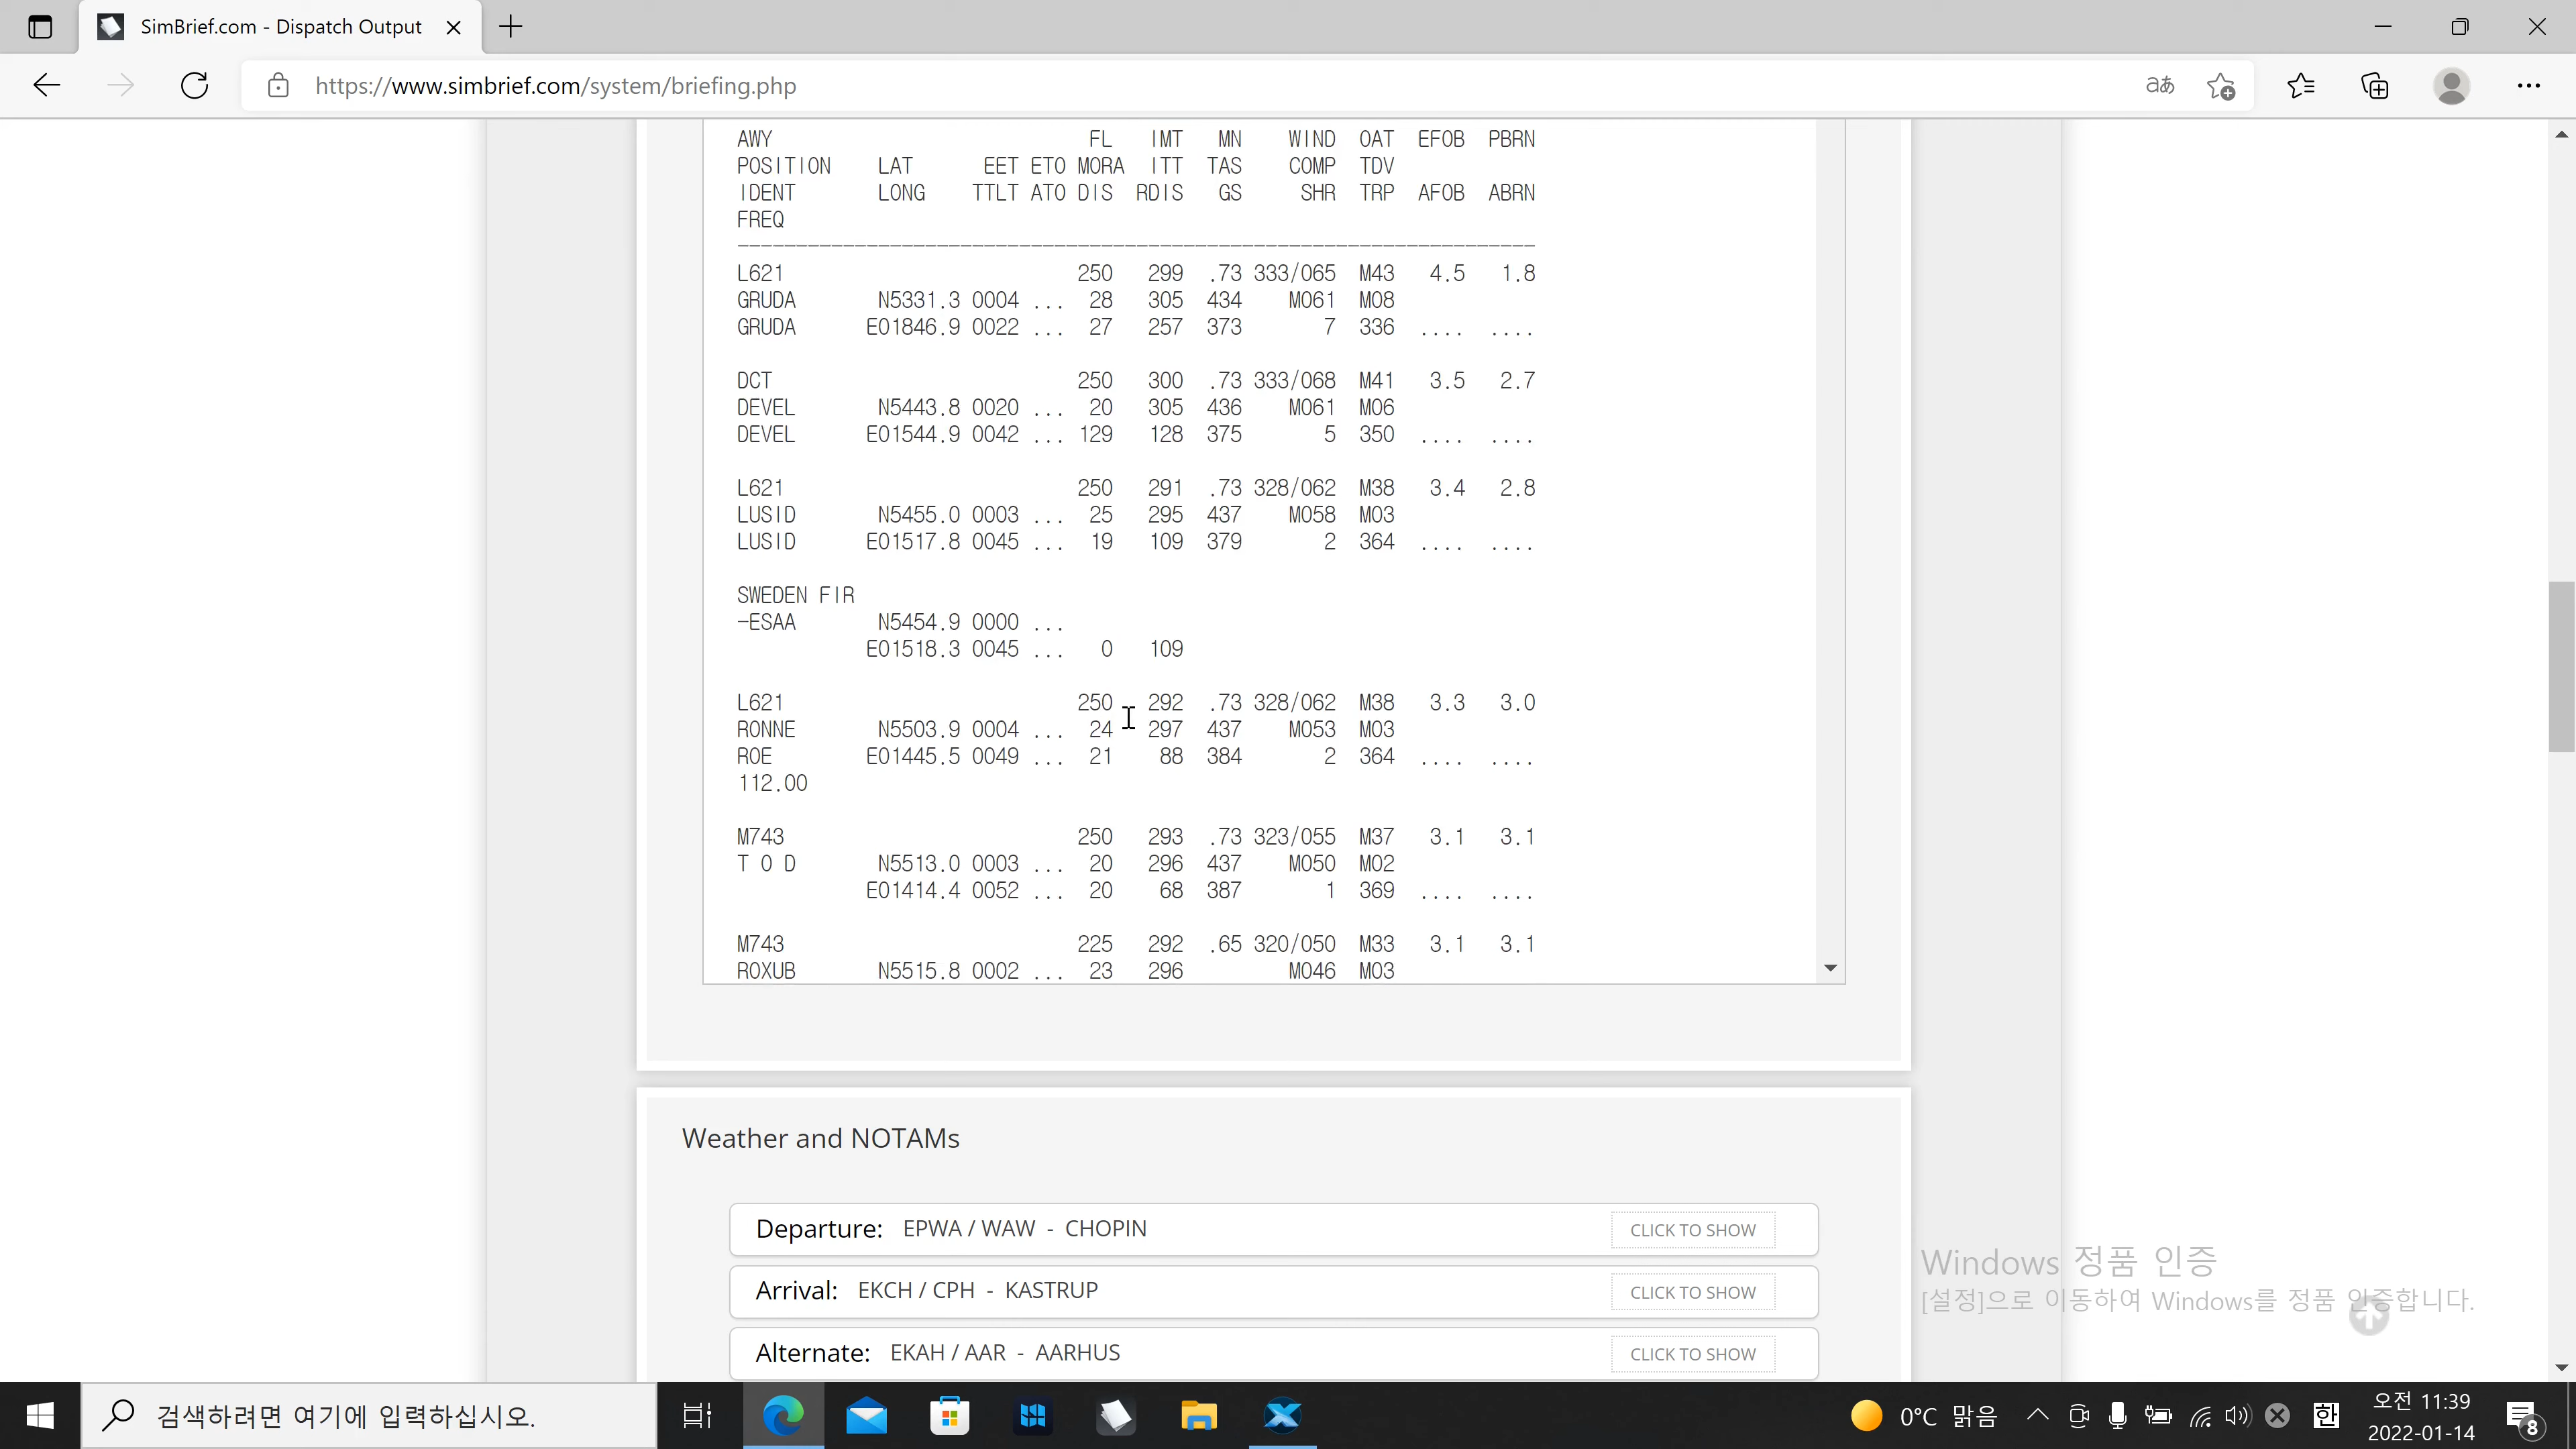 SimBrief.com - Dispatch Output
https://www.simbrief.com/system/briefing.php
AWY FL IMT MN WIND OAT EFOB PBRN
POSITION LAT EET ETO MORA ITT TAS COMP TDV
IDENT LONG TTLT ATO DIS RDIS GS SHR TRP AFOB ABRN
FREQ
--------------------------------------------------------------------
L621 250 299 .73 333/065 M43 4.5 1.8
GRUDA N5331.3 0004 ... 28 305 434 M061 M08
GRUDA E01846.9 0022 ... 27 257 373 7 336 .... ....
DCT 250 300 .73 333/068 M41 3.5 2.7
DEVEL N5443.8 0020 ... 20 305 436 M061 M06
DEVEL E01544.9 0042 ... 129 128 375 5 350 .... ....
L621 250 291 .73 328/062 M38 3.4 2.8
LUSID N5455.0 0003 ... 25 295 437 M058 M03
LUSID E01517.8 0045 ... 19 109 379 2 364 .... ....
SWEDEN FIR
-ESAA N5454.9 0000 ...
E01518.3 0045 ... 0 109
L621 250 292 .73 328/062 M38 3.3 3.0
RONNE N5503.9 0004 ... 24 297 437 M053 M03
ROE E01445.5 0049 ... 21 88 384 2 364 .... ....
112.00
M743 250 293 .73 323/055 M37 3.1 3.1
T O D N5513.0 0003 ... 20 296 437 M050 M02
E01414.4 0052 ... 20 68 387 1 369 .... ....
M743 225 292 .65 320/050 M33 3.1 3.1
ROXUB N5515.8 0002 ... 23 296 M046 M03
Weather and NOTAMs
Departure: EPWA / WAW - CHOPIN CLICK TO SHOW
Arrival: EKCH / CPH - KASTRUP CLICK TO SHOW
Alternate: EKAH / AAR - AARHUS CLICK TO SHOW
Windows 정품 인증
[설정]으로 이동하여 Windows를 정품 인증합니다.
검색하려면 여기에 입력하십시오.
0°C 맑음
한
오전 11:39
2022-01-14
8